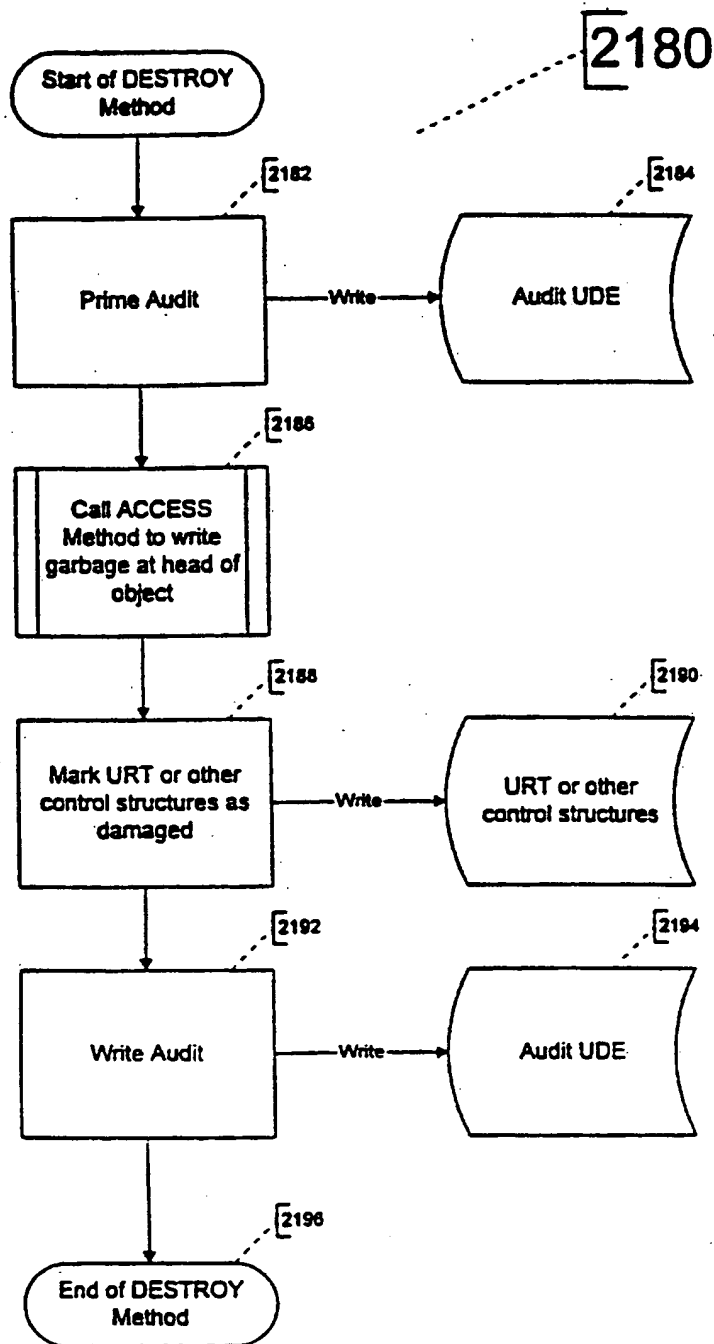 2180
Start of DESTROY
Method
2182
2184
Prime Audit
Write
Audit UDE
2186
Call ACCESS
Method to write
garbage at head of
object
2188
2190
Mark URT or other
control structures as
damaged
Write
URT or other
control structures
2192
2194
Write Audit
Write
Audit UDE
2196
End of DESTROY
Method